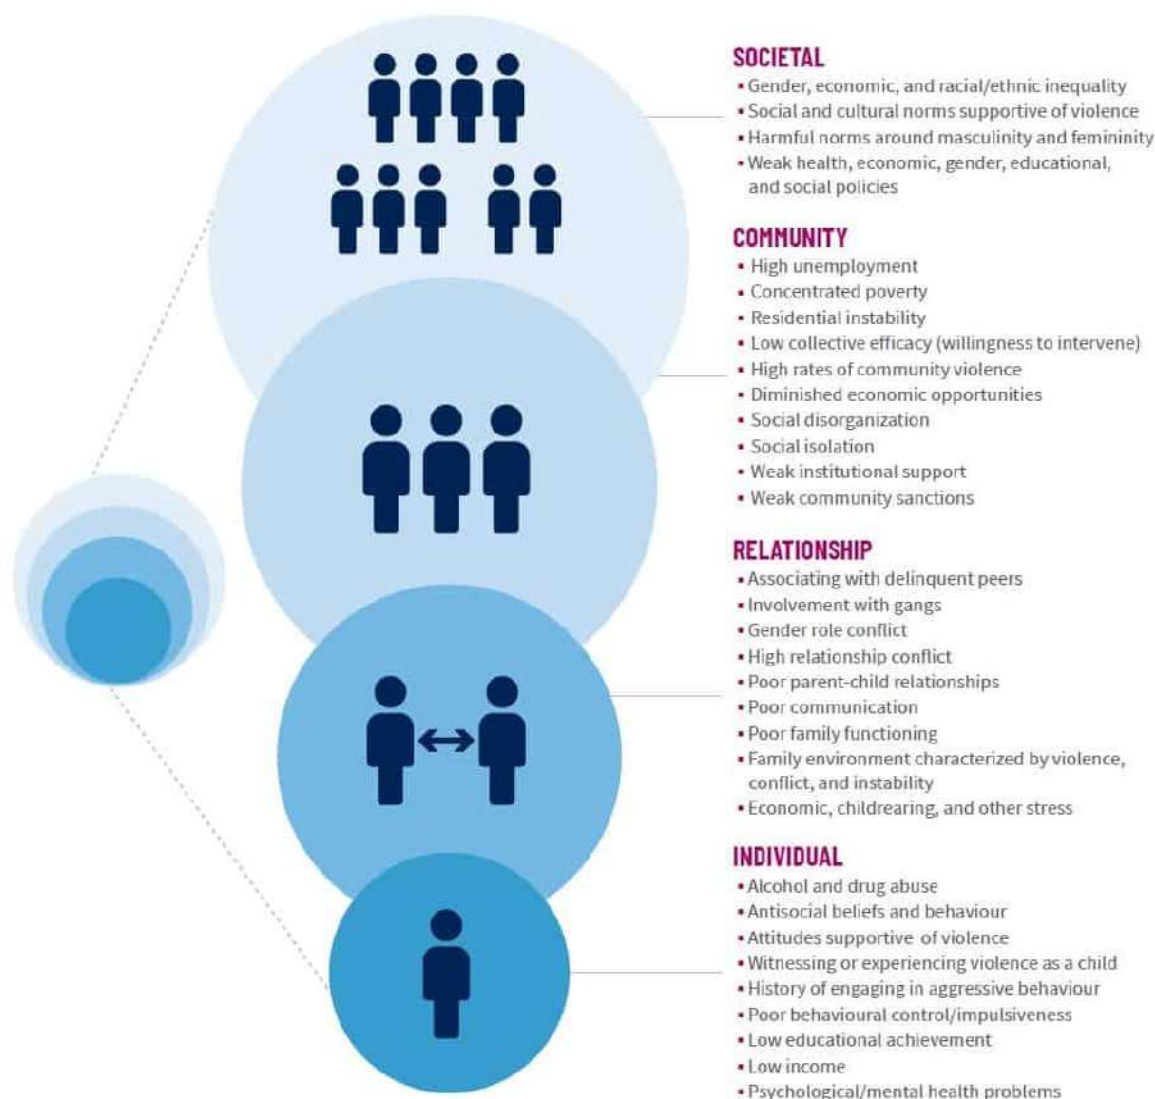 SOCIETAL
▪ Gender, economic, and racial/ethnic inequality
▪ Social and cultural norms supportive of violence
▪ Harmful norms around masculinity and femininity
▪ Weak health, economic, gender, educational,
and social policies
COMMUNITY
▪ High unemployment
▪ Concentrated poverty
▪ Residential instability
▪ Low collective efficacy (willingness to intervene)
▪ High rates of community violence
▪ Diminished economic opportunities
▪ Social disorganization
▪ Social isolation
▪ Weak institutional support
▪ Weak community sanctions
RELATIONSHIP
▪ Associating with delinquent peers
▪ Involvement with gangs
▪ Gender role conflict
▪ High relationship conflict
▪ Poor parent-child relationships
▪ Poor communication
▪ Poor family functioning
▪ Family environment characterized by violence,
conflict, and instability
▪ Economic, childrearing, and other stress
INDIVIDUAL
▪ Alcohol and drug abuse
▪ Antisocial beliefs and behaviour
▪ Attitudes supportive of violence
▪ Witnessing or experiencing violence as a child
▪ History of engaging in aggressive behaviour
▪ Poor behavioural control/impulsiveness
▪ Low educational achievement
▪ Low income
▪ Psychological/mental health problems